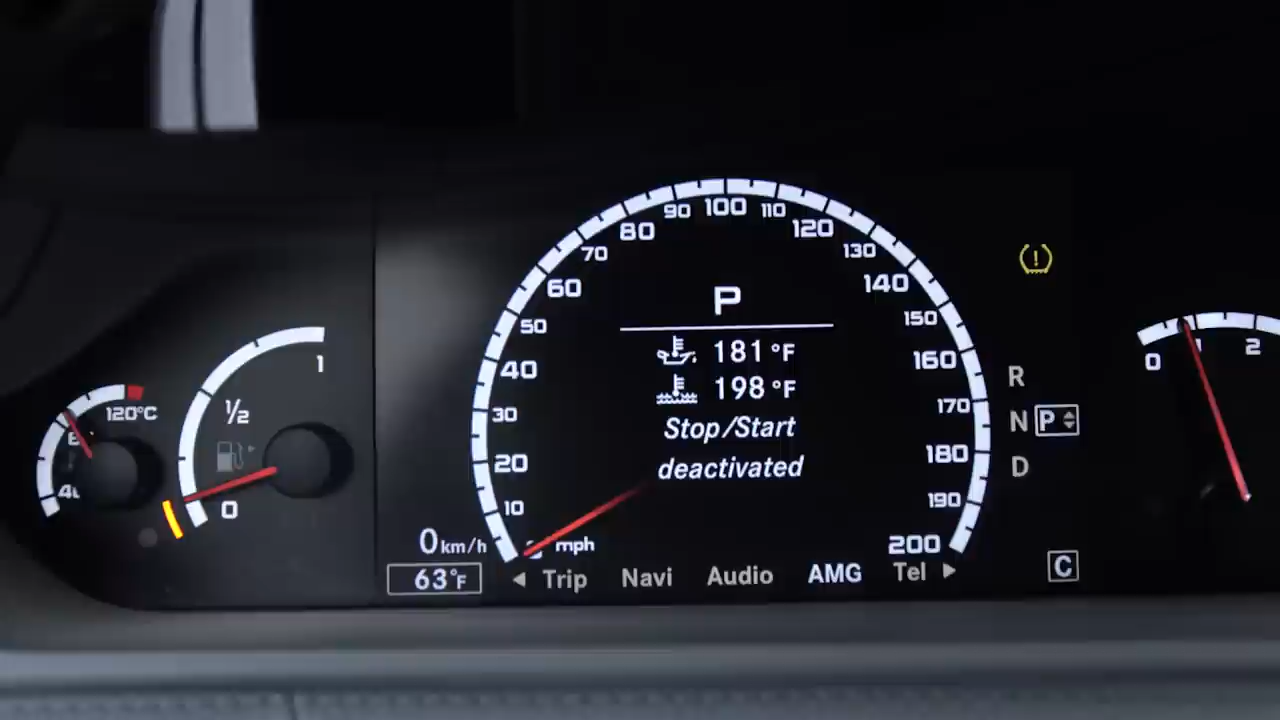 90 100 110
80 120
70 130
60 140
50 150
40 160
30 170
20 180
10 190
mph 200
P
181 °F
198 °F
Stop/Start
deactivated
Trip Navi Audio AMG Tel
0 km/h
63°F
120°C
1
1/2
0
R
N P
D
C
0 1 2